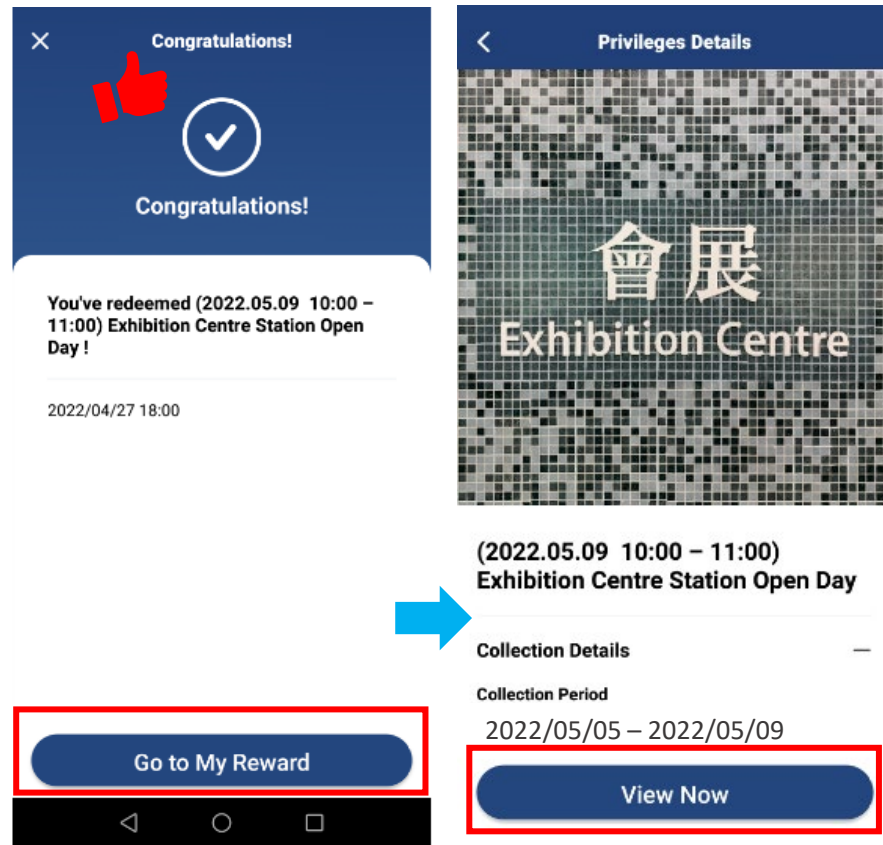 Congratulations!
Congratulations!
You've redeemed (2022.05.09  10:00 –
11:00) Exhibition Centre Station Open
Day !
2022/04/27 18:00
Go to My Reward
Privileges Details
會展
Exhibition Centre
(2022.05.09  10:00 – 11:00)
Exhibition Centre Station Open Day
Collection Details
Collection Period
2022/05/05 – 2022/05/09
View Now